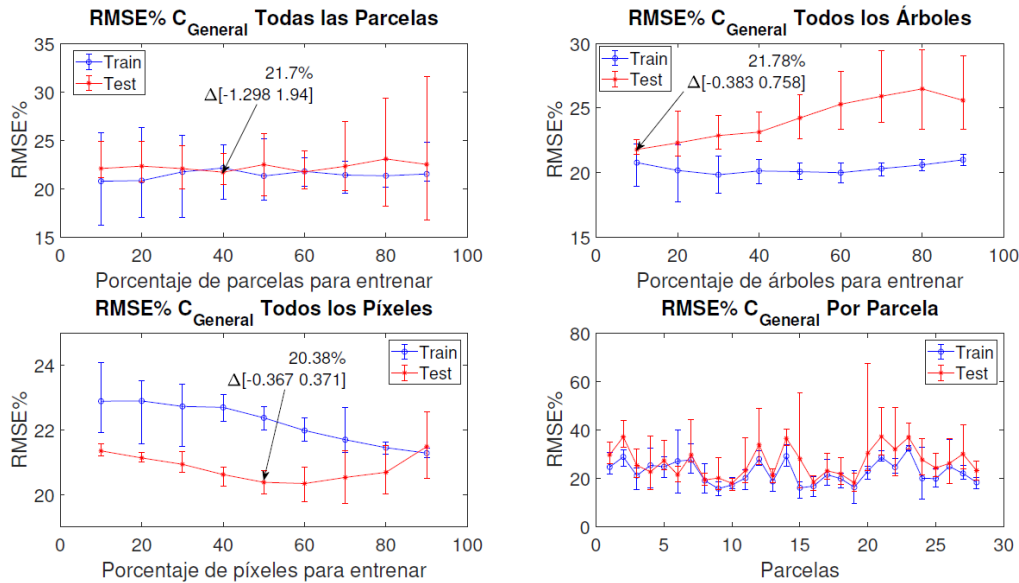 RMSE% C_General Todas las Parcelas
35
30
25
20
15
RMSE%
Train
Test
21.7%
Δ[-1.298 1.94]
0 20 40 60 80 100
Porcentaje de parcelas para entrenar
RMSE% C_General Todos los Árboles
30
25
20
15
RMSE%
Train
Test
21.78%
Δ[-0.383 0.758]
0 20 40 60 80 100
Porcentaje de árboles para entrenar
RMSE% C_General Todos los Píxeles
24
22
20
RMSE%
Train
Test
20.38%
Δ[-0.367 0.371]
0 20 40 60 80 100
Porcentaje de píxeles para entrenar
RMSE% C_General Por Parcela
80
60
40
20
0
RMSE%
Train
Test
0 5 10 15 20 25 30
Parcelas